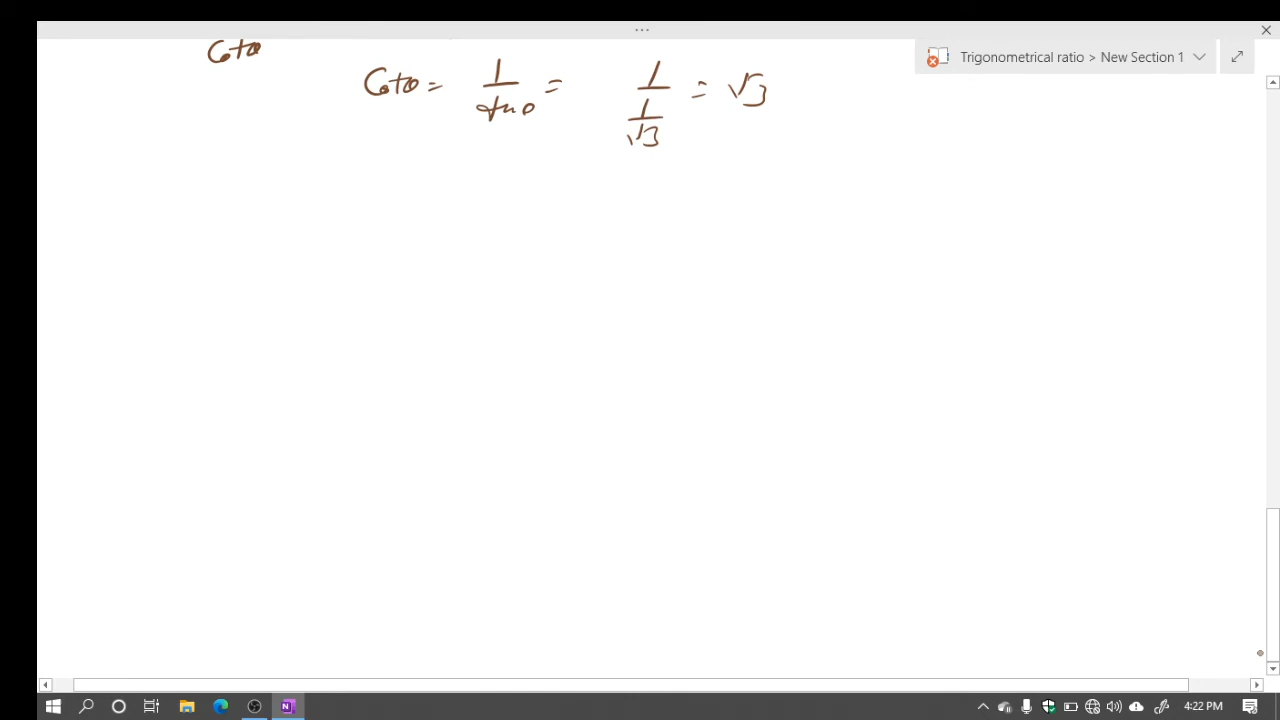 Cotθ
Trigonometrical ratio > New Section 1
Cotθ = 1/tanθ = 1/(1/√3) = √3
4:22 PM